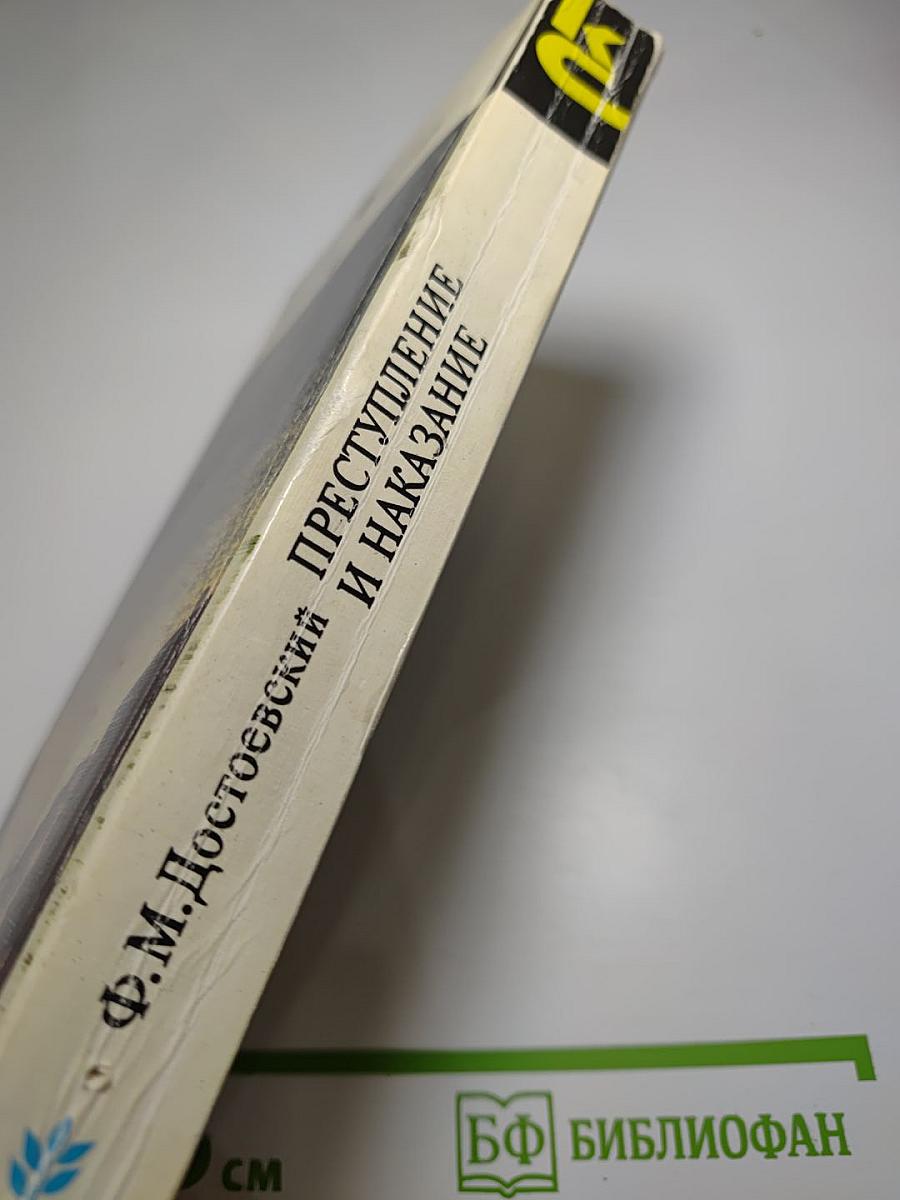 Ф.М.Достоевский
ПРЕСТУПЛЕНИЕ
И НАКАЗАНИЕ
см
БФ БИБЛИОФАН